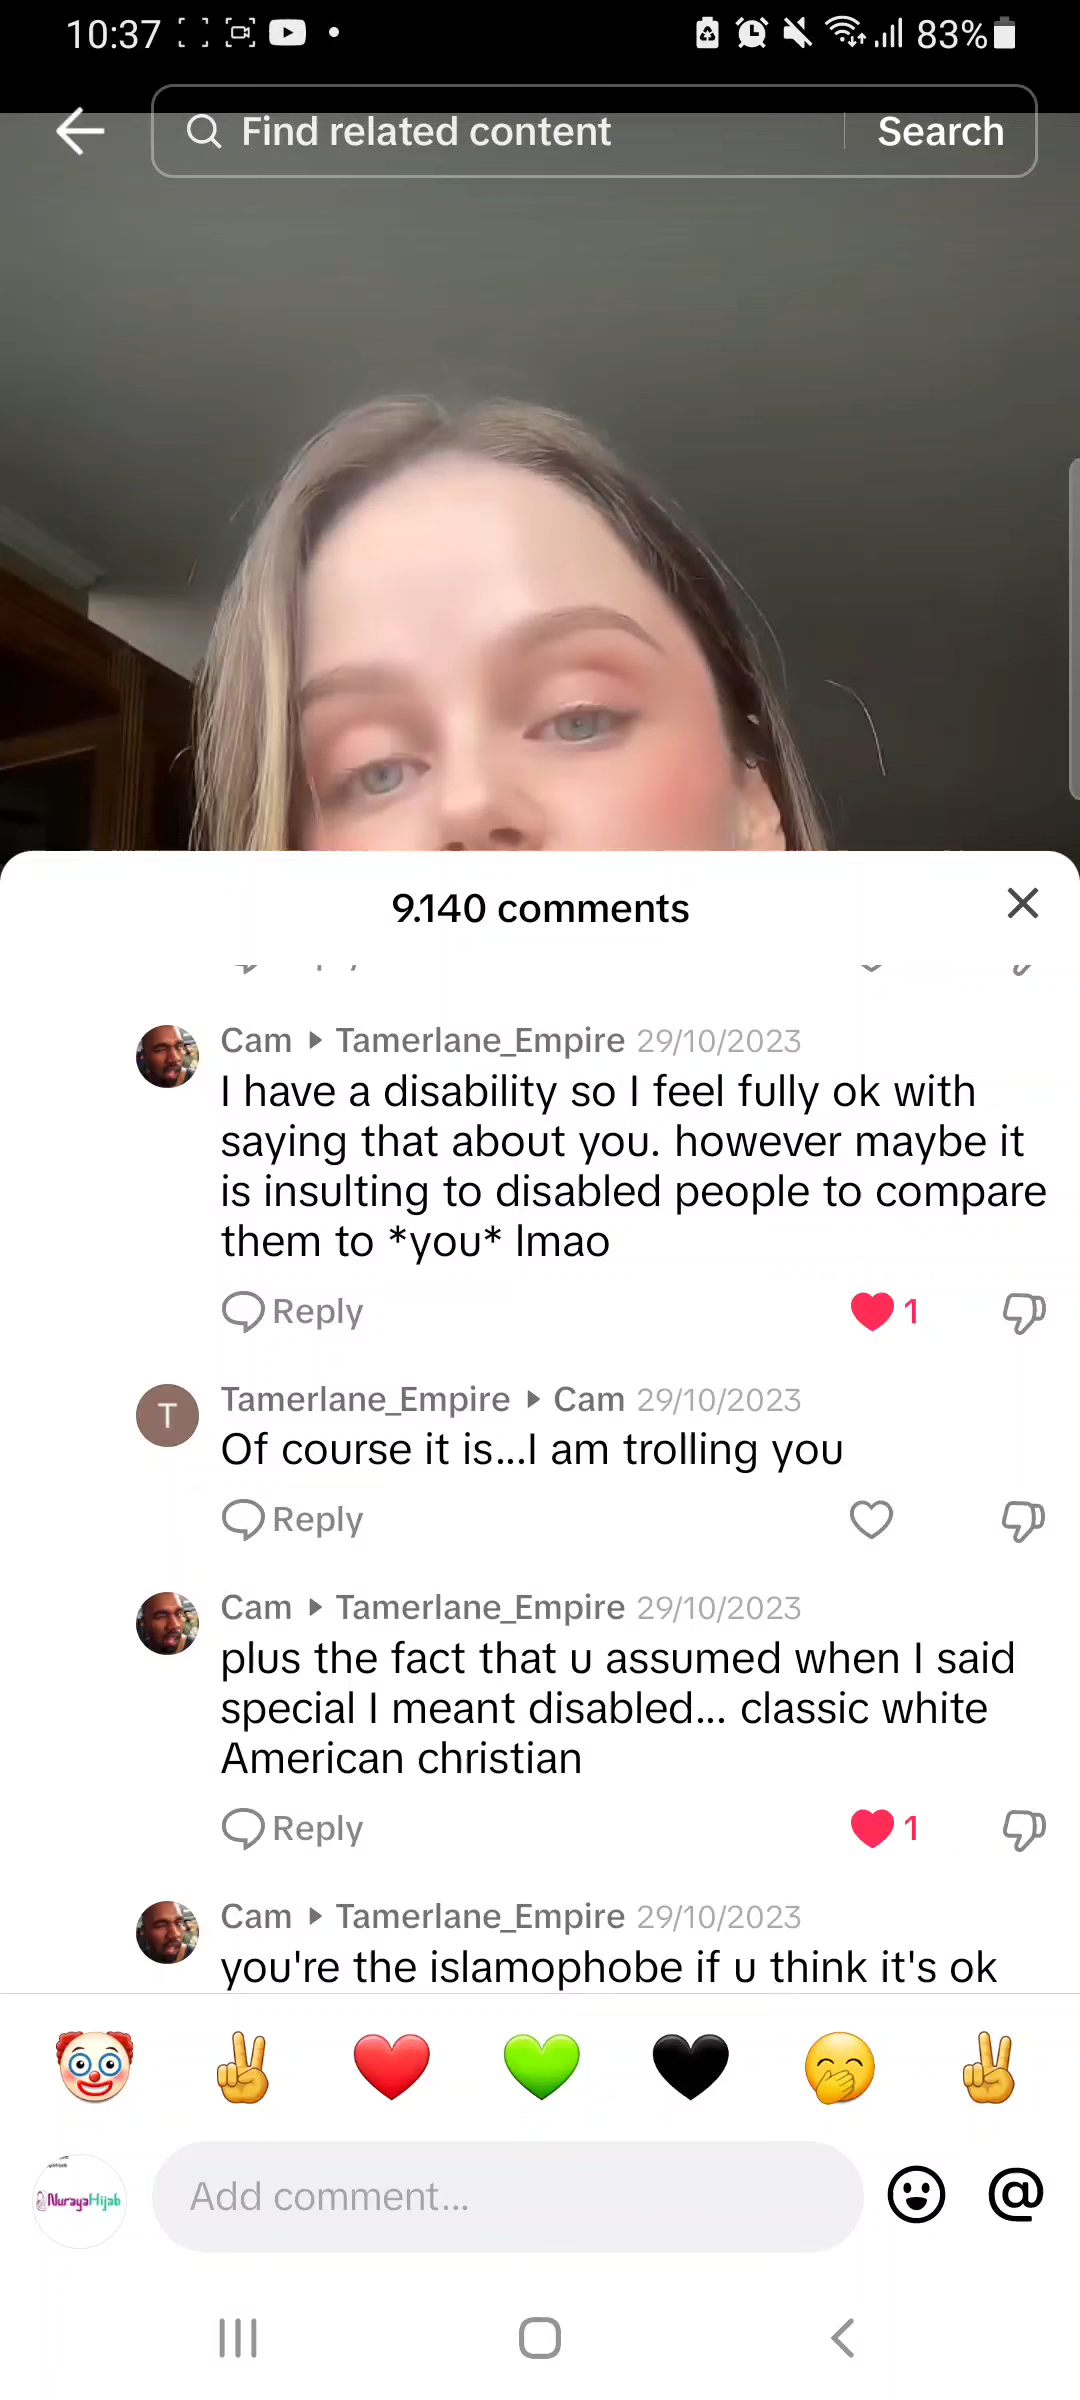 10:37
83%
Find related content
Search
9.140 comments
Cam ▸ Tamerlane_Empire 29/10/2023
I have a disability so I feel fully ok with
saying that about you. however maybe it
is insulting to disabled people to compare
them to *you* lmao
Reply
1
T
Tamerlane_Empire ▸ Cam 29/10/2023
Of course it is...I am trolling you
Reply
Cam ▸ Tamerlane_Empire 29/10/2023
plus the fact that u assumed when I said
special I meant disabled... classic white
American christian
Reply
1
Cam ▸ Tamerlane_Empire 29/10/2023
you're the islamophobe if u think it's ok
NurayaHijab
Add comment...
@